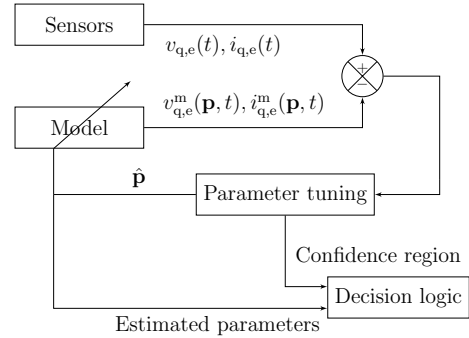 Sensors
v_{q,e}(t), i_{q,e}(t)
+
−
v^m_{q,e}(𝐩, t), i^m_{q,e}(𝐩, t)
Model
𝐩̂
Parameter tuning
Confidence region
Decision logic
Estimated parameters